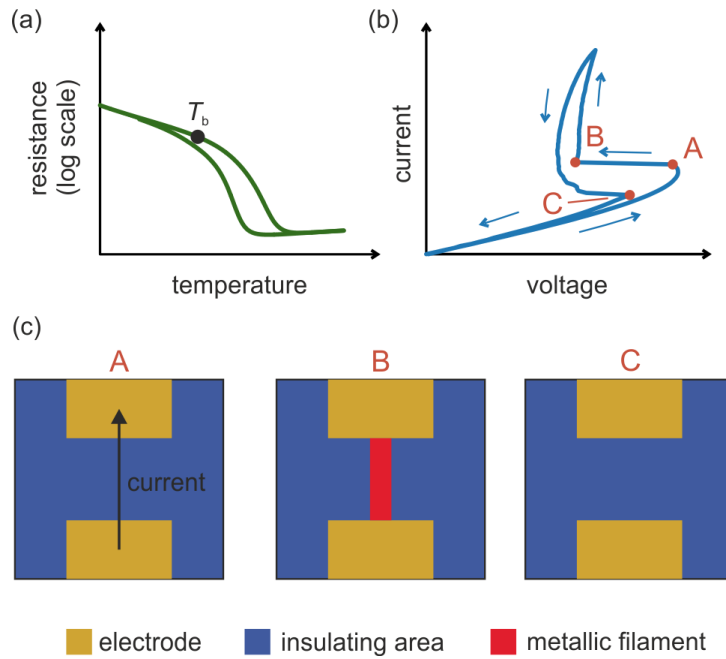 (a)
resistance
(log scale)
T_b
temperature
(b)
current
B
A
C
voltage
(c)
A
B
C
current
electrode
insulating area
metallic filament